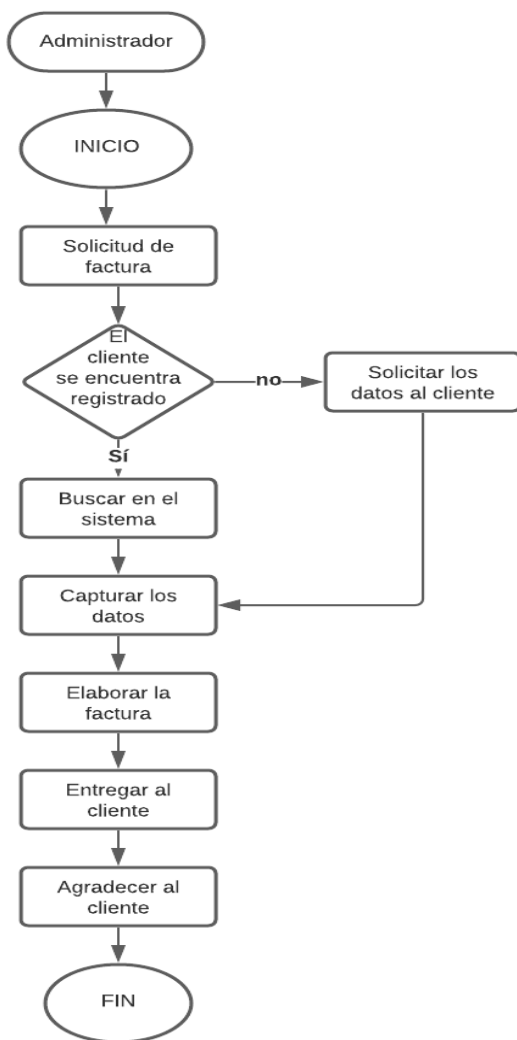 Administrador
INICIO
Solicitud de
factura
El
cliente
se encuentra
registrado
no
Solicitar los
datos al cliente
Sí
Buscar en el
sistema
Capturar los
datos
Elaborar la
factura
Entregar al
cliente
Agradecer al
cliente
FIN